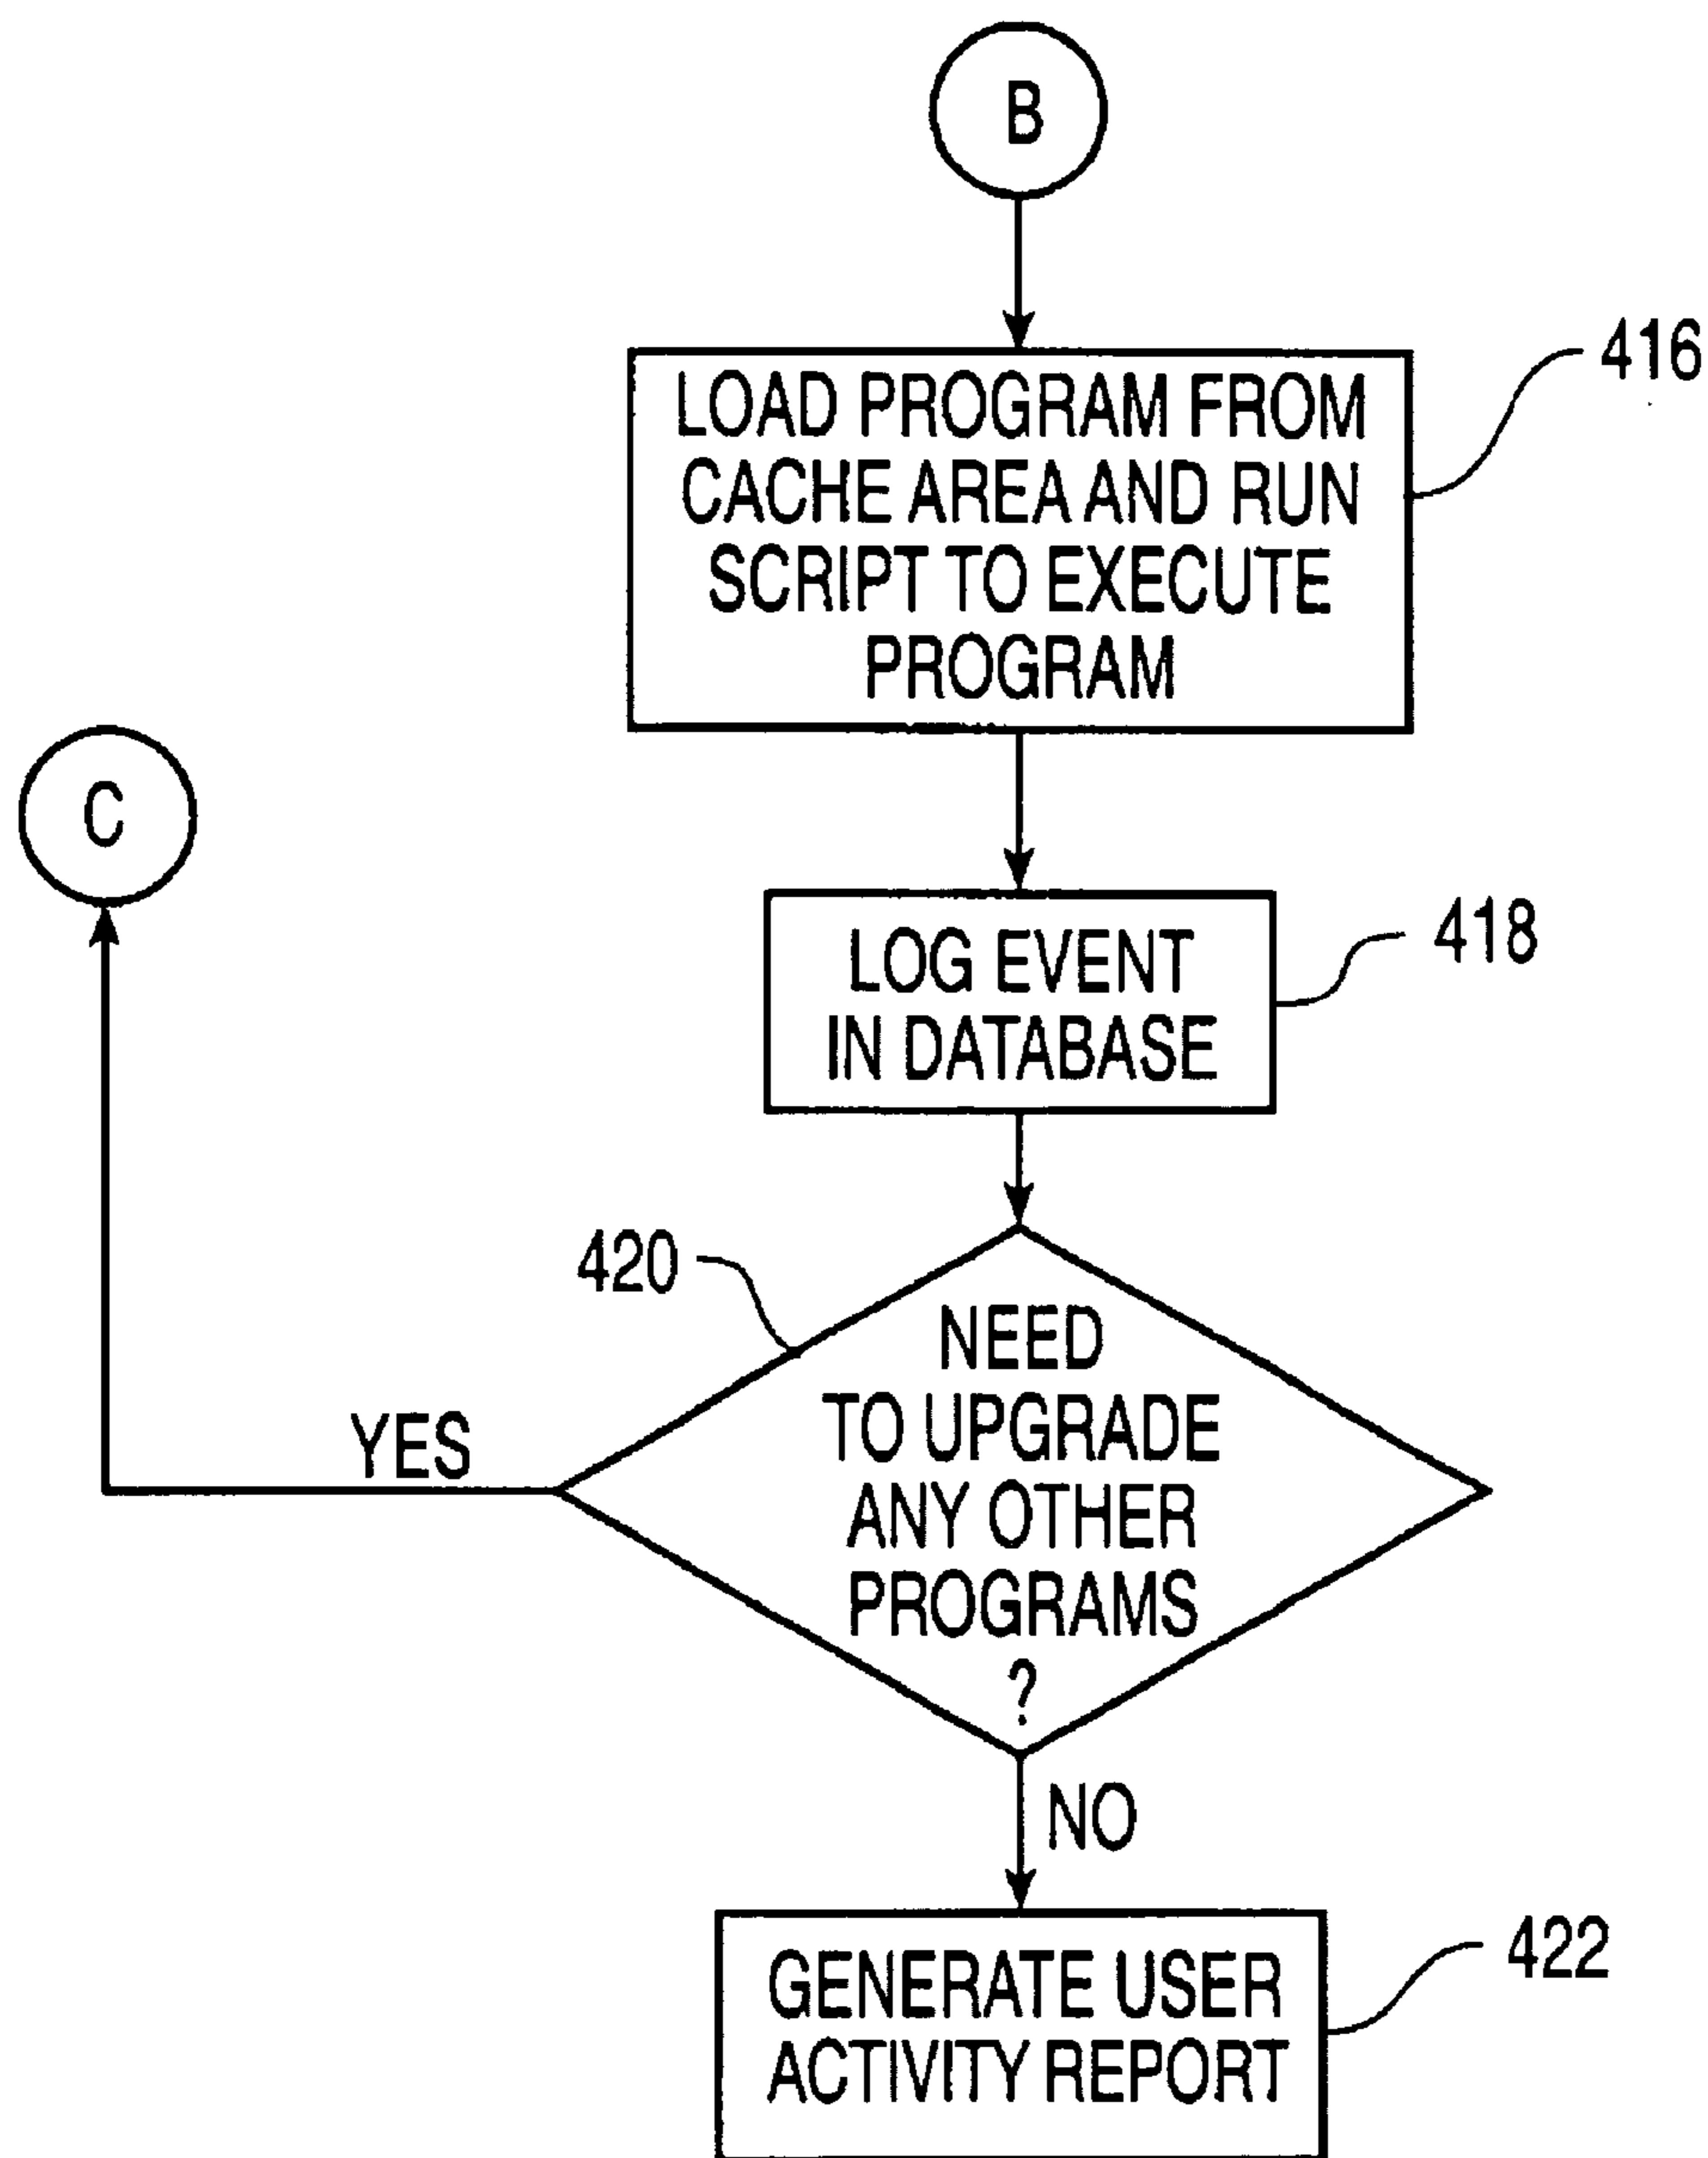 B
416
LOAD PROGRAM FROM
CACHE AREA AND RUN
SCRIPT TO EXECUTE
PROGRAM
C
418
LOG EVENT
IN DATABASE
420
NEED
TO UPGRADE
ANY OTHER
PROGRAMS
?
YES
NO
422
GENERATE USER
ACTIVITY REPORT